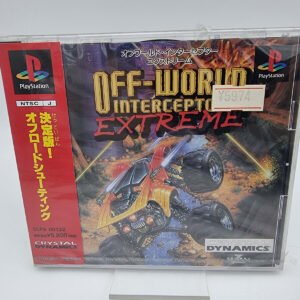 PlayStation
NTSC J
決定版!
オフロードシューティング
CRYSTAL
DYNAMICS
オフワールド・インターセプター
エクストリーム
PlayStation
OFF-WORLD
INTERCEPTO
EXTREME
¥5974
DYNAMICS